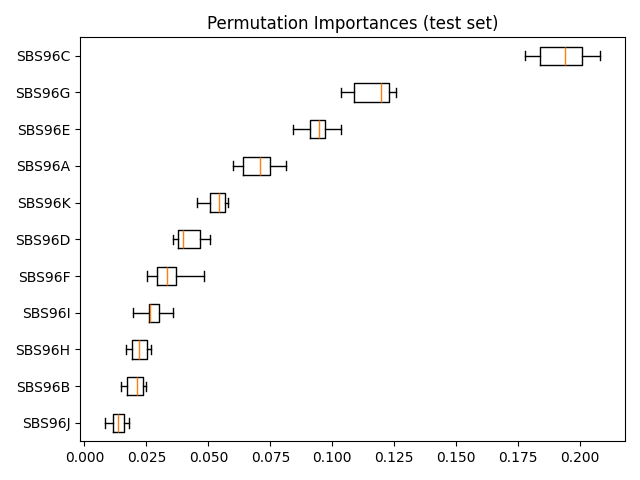 Permutation Importances (test set)
SBS96C
SBS96G
SBS96E
SBS96A
SBS96K
SBS96D
SBS96F
SBS96I
SBS96H
SBS96B
SBS96J
0.000 0.025 0.050 0.075 0.100 0.125 0.150 0.175 0.200